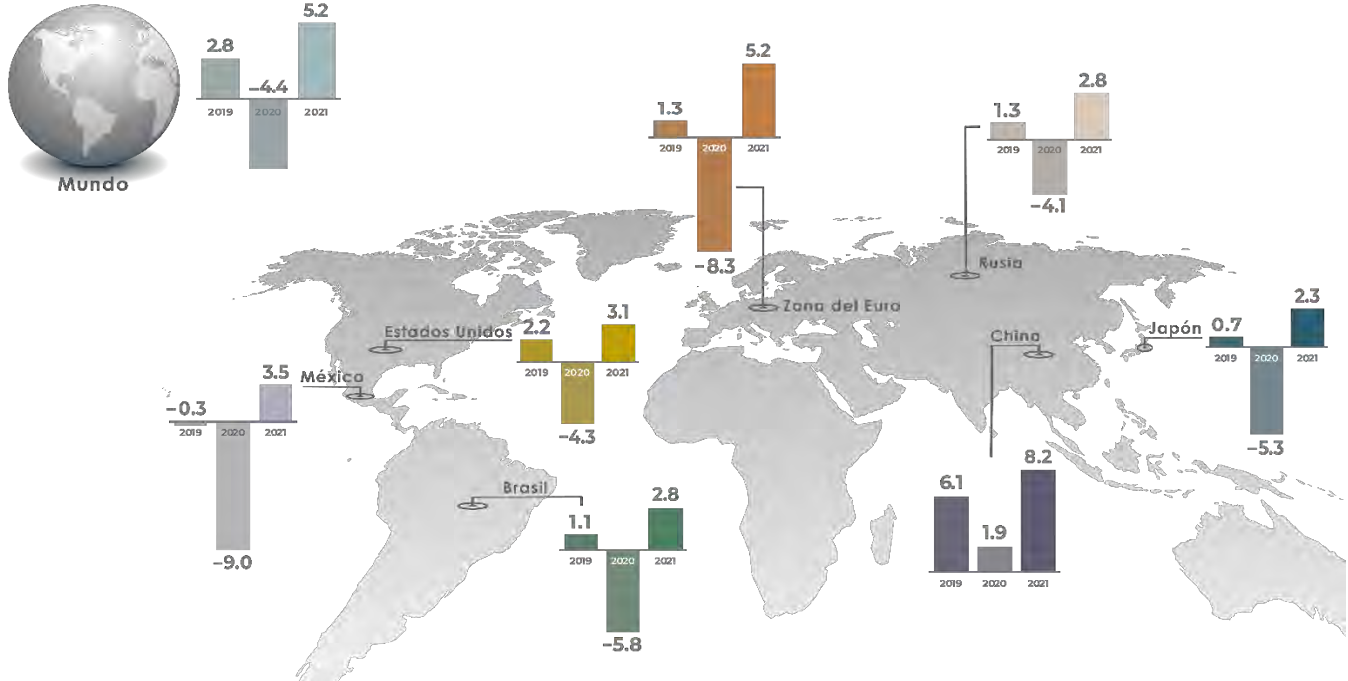 5.2
2.8
−4.4
2019 2020 2021
Mundo
5.2
1.3
2019 2020 2021
−8.3
Zona del Euro
2.8
1.3
2019 2020 2021
−4.1
Rusia
Estados Unidos
2.2
3.1
2019 2020 2021
−4.3
China
6.1
1.9
8.2
2019 2020 2021
Japón
0.7
2.3
2019 2020 2021
−5.3
México
−0.3
3.5
2019 2020 2021
−9.0
Brasil
1.1
2.8
2019 2020 2021
−5.8